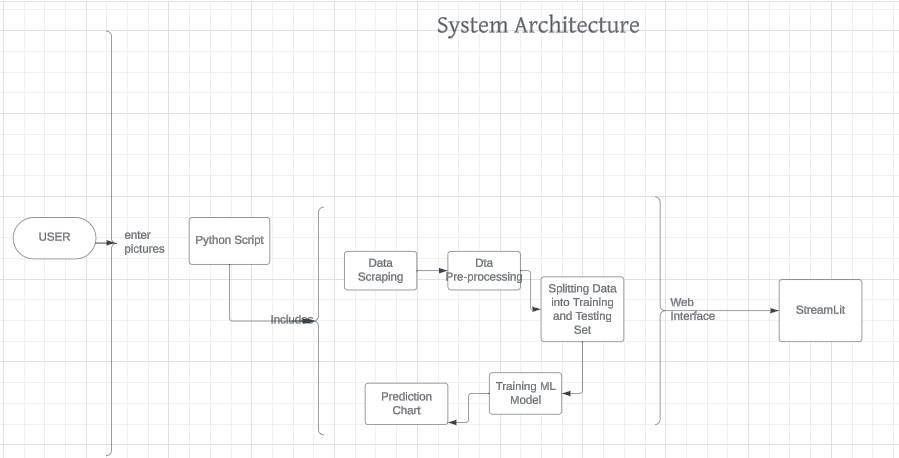 System Architecture
USER
enter
pictures
Python Script
Includes
Data
Scraping
Dta
Pre-processing
Splitting Data
into Training
and Testing
Set
Training ML
Model
Prediction
Chart
Web
Interface
StreamLit